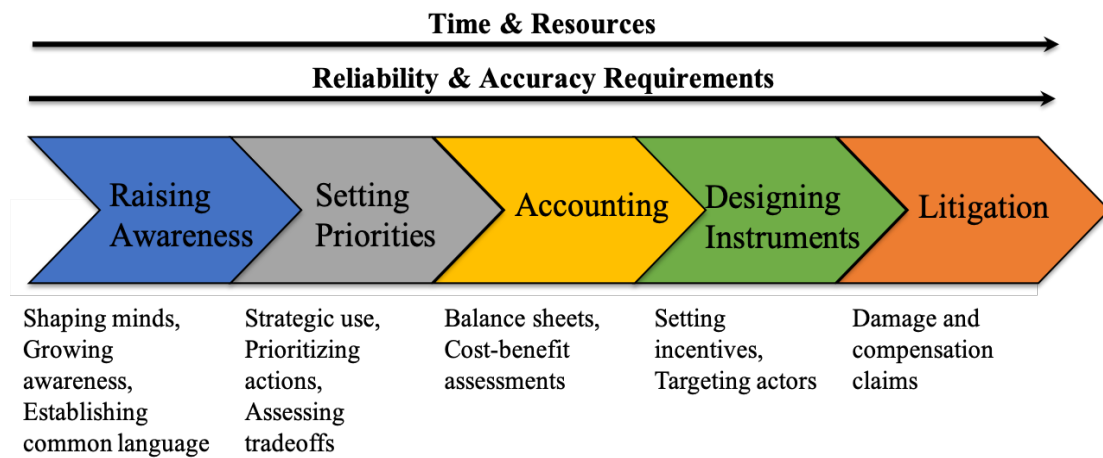 Time & Resources
Reliability & Accuracy Requirements
Raising
Awareness
Setting
Priorities
Accounting
Designing
Instruments
Litigation
Shaping minds,
Growing
awareness,
Establishing
common language
Strategic use,
Prioritizing
actions,
Assessing
tradeoffs
Balance sheets,
Cost-benefit
assessments
Setting
incentives,
Targeting actors
Damage and
compensation
claims